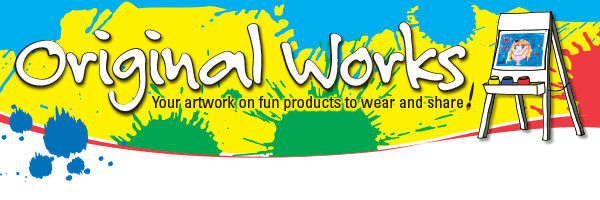 Original Works
Your artwork on fun products to wear and share!